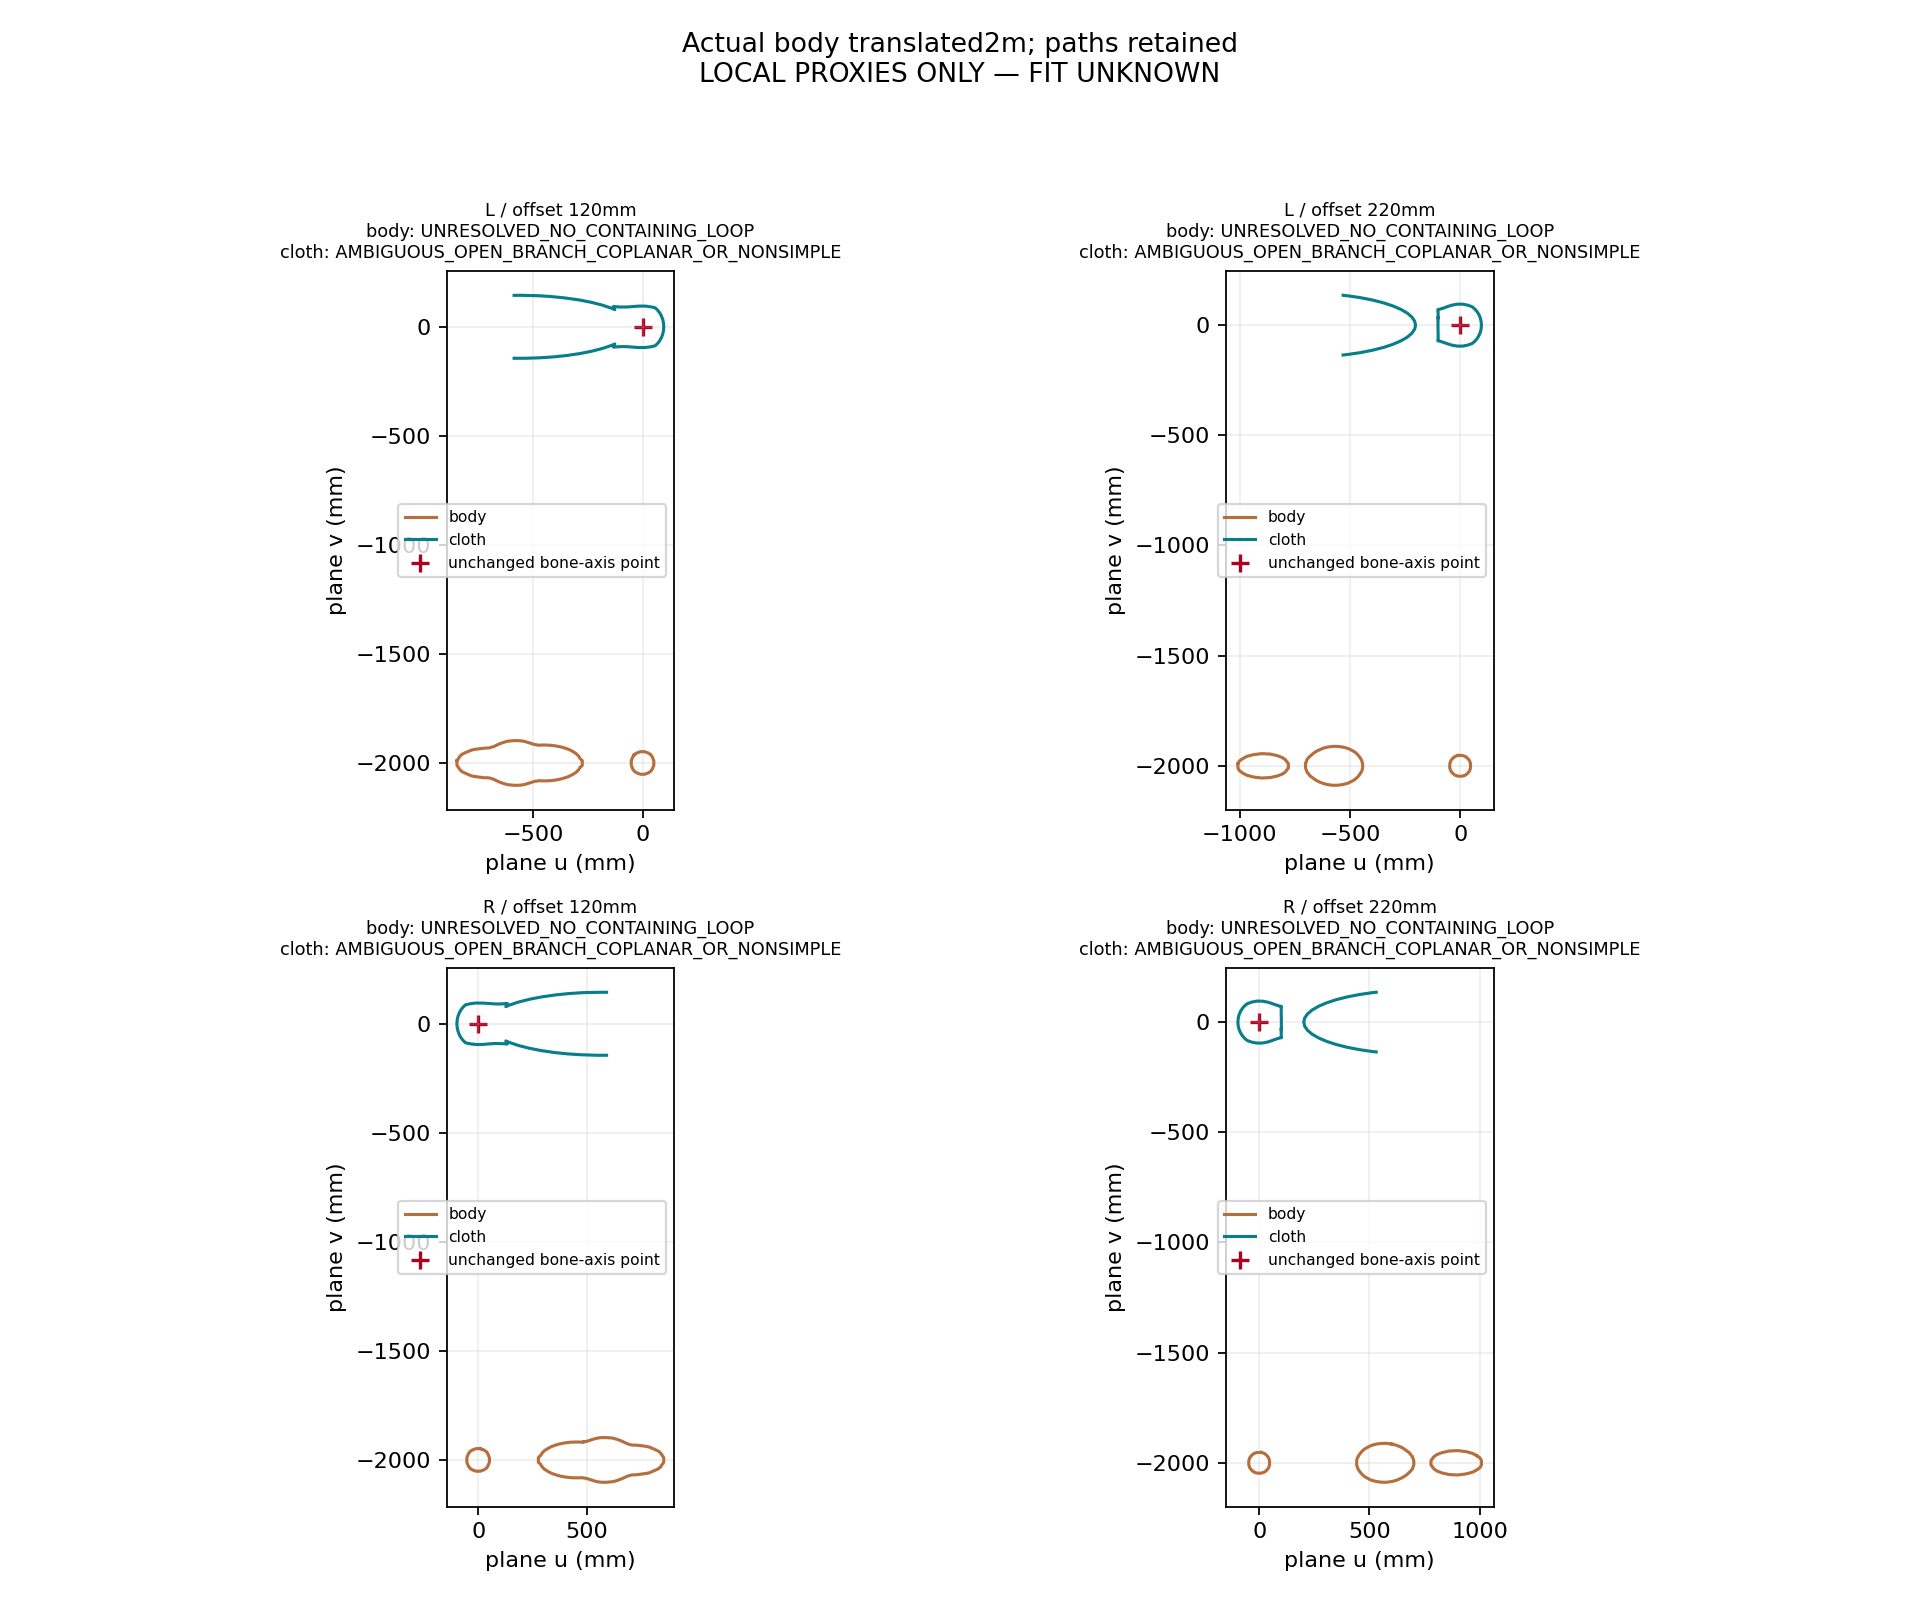 Actual body translated2m; paths retained
LOCAL PROXIES ONLY — FIT UNKNOWN
L / offset 120mm
body: UNRESOLVED_NO_CONTAINING_LOOP
cloth: AMBIGUOUS_OPEN_BRANCH_COPLANAR_OR_NONSIMPLE
0
−500
−1000
−1500
−2000
plane v (mm)
body
cloth
unchanged bone-axis point
−500
0
plane u (mm)
L / offset 220mm
body: UNRESOLVED_NO_CONTAINING_LOOP
cloth: AMBIGUOUS_OPEN_BRANCH_COPLANAR_OR_NONSIMPLE
0
−500
−1000
−1500
−2000
plane v (mm)
body
cloth
unchanged bone-axis point
−1000
−500
0
plane u (mm)
R / offset 120mm
body: UNRESOLVED_NO_CONTAINING_LOOP
cloth: AMBIGUOUS_OPEN_BRANCH_COPLANAR_OR_NONSIMPLE
0
−500
−1000
−1500
−2000
plane v (mm)
body
cloth
unchanged bone-axis point
0
500
plane u (mm)
R / offset 220mm
body: UNRESOLVED_NO_CONTAINING_LOOP
cloth: AMBIGUOUS_OPEN_BRANCH_COPLANAR_OR_NONSIMPLE
0
−500
−1000
−1500
−2000
plane v (mm)
body
cloth
unchanged bone-axis point
0
500
1000
plane u (mm)